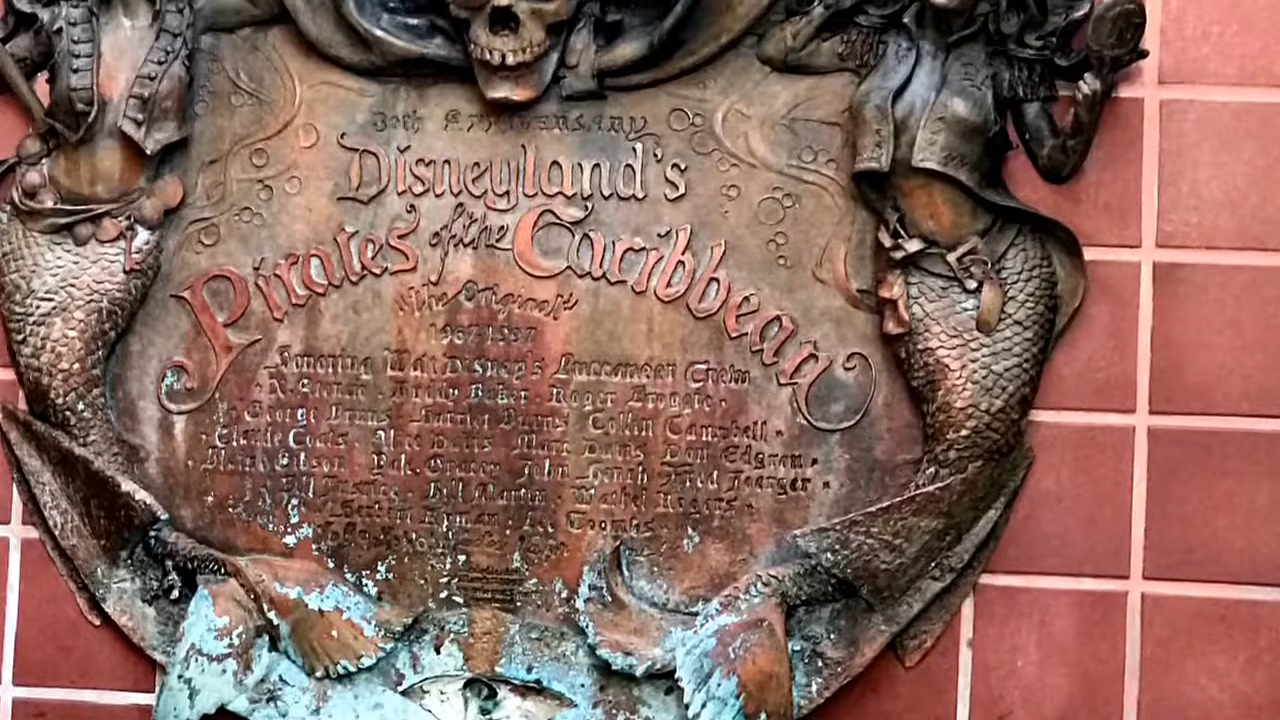 30th Anniversary
Disneyland's
Pirates of the Caribbean
"the Original"
1967-1997
Honoring Walt Disney's Buccaneer Crew
X. Atencio · Buddy Baker · Roger Broggie ·
George Bruns · Harriet Burns · Collin Campbell ·
· Claude Coats · Alice Davis · Marc Davis · Don Edgren ·
· Blaine Gibson · Yale Gracey · John Hench · Fred Joerger ·
Bill Justice · Bill Martin · Wathel Rogers ·
Herbert Ryman · Lee Toombs ·